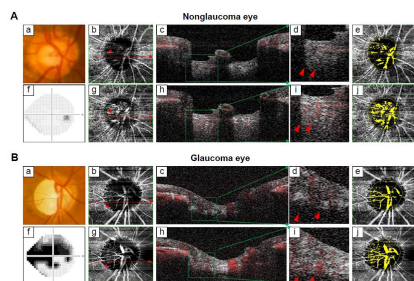 A Nonglaucoma eye
a b c d e
f g h i j
B Glaucoma eye
a b c d e
f g h i j